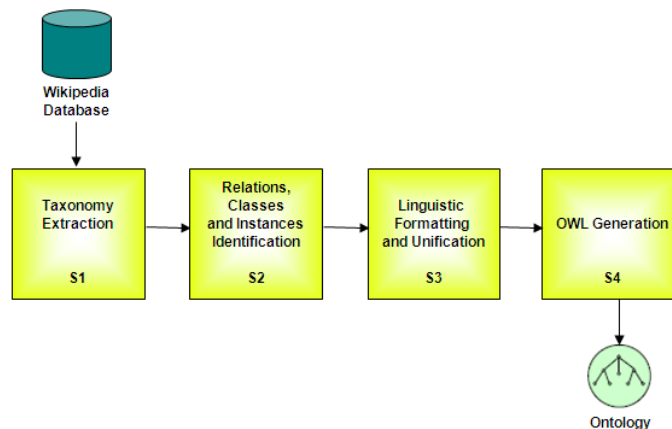 Wikipedia
Database
Taxonomy
Extraction
S1
Relations,
Classes
and Instances
Identification
S2
Linguistic
Formatting
and Unification
S3
OWL Generation
S4
Ontology